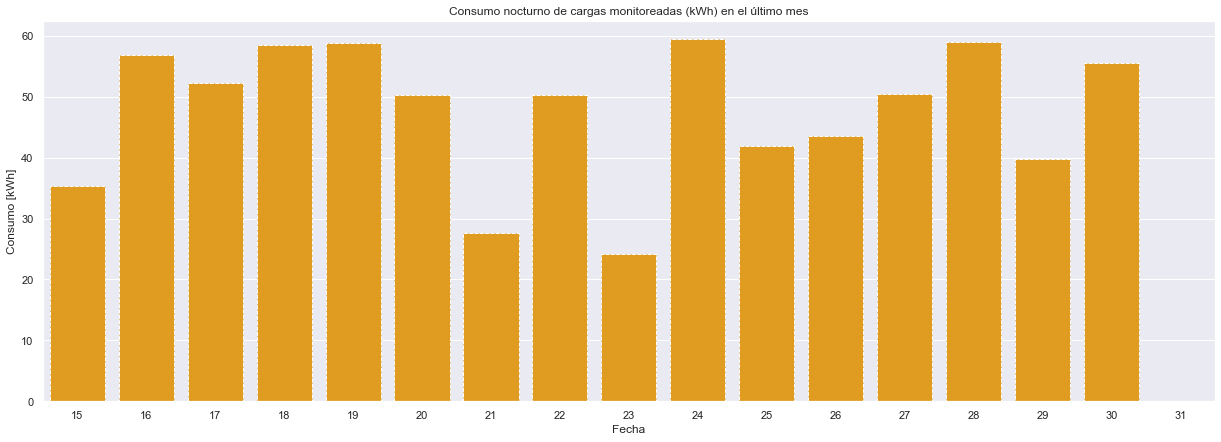 Consumo nocturno de cargas monitoreadas (kWh) en el último mes
60
50
40
30
20
10
0
Consumo [kWh]
15 16 17 18 19 20 21 22 23 24 25 26 27 28 29 30 31
Fecha